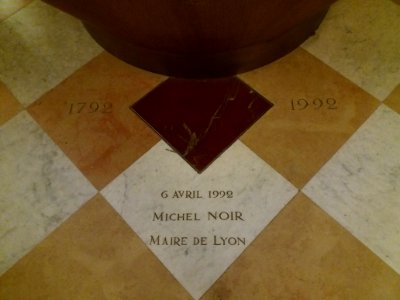 1792 1992
6 AVRIL 1992
MICHEL NOIR
MAIRE DE LYON